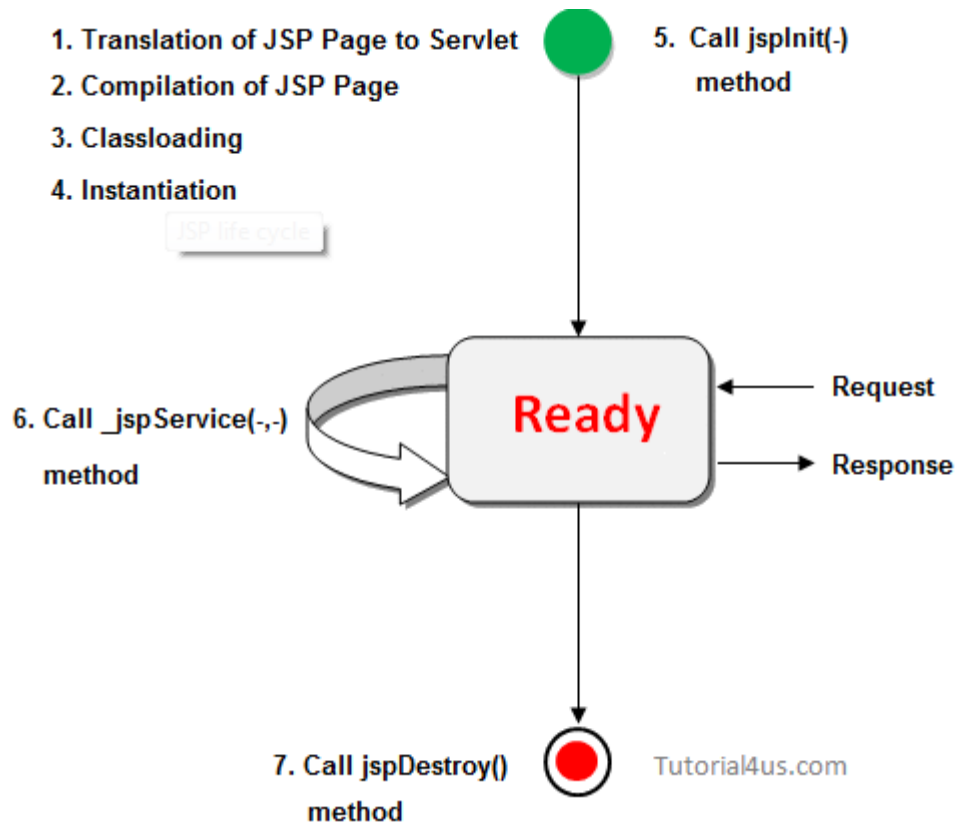 1. Translation of JSP Page to Servlet
2. Compilation of JSP Page
3. Classloading
4. Instantiation
JSP life cycle
5. Call jspInit(-)
method
Ready
Request
Response
6. Call _jspService(-,-)
method
7. Call jspDestroy()
method
Tutorial4us.com